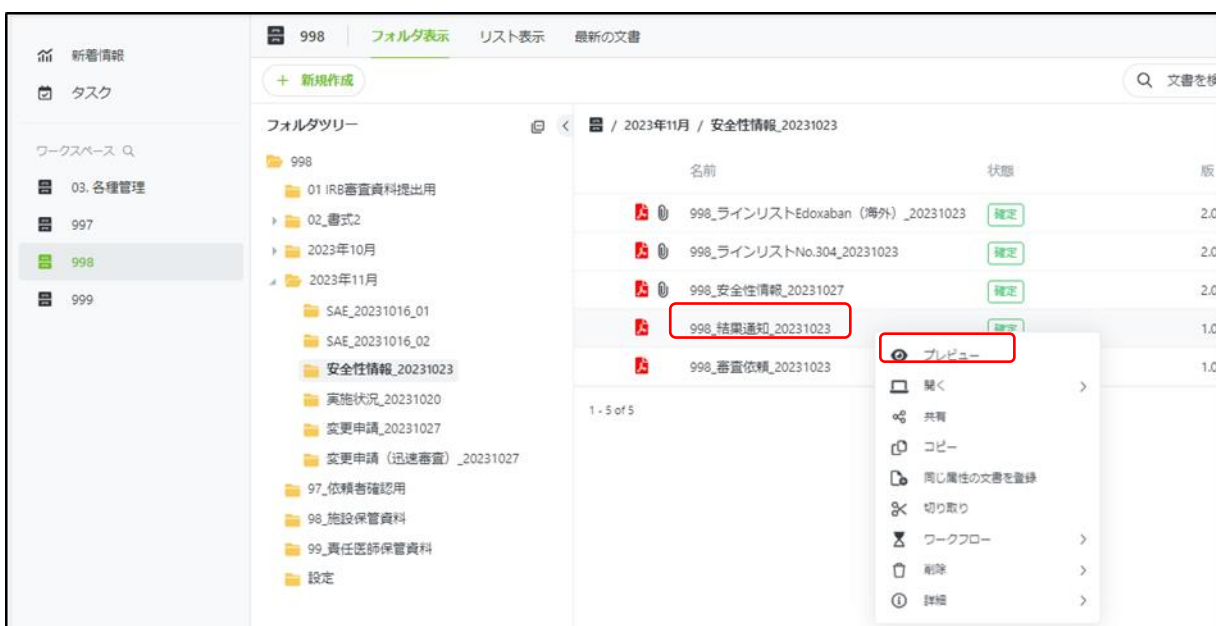 新着情報
タスク
ワークスペース
03. 各種管理
997
998
999
998 フォルダ表示 リスト表示 最新の文書
+ 新規作成
文書を検
フォルダツリー
998
01 IRB審査資料提出用
02_書式2
2023年10月
2023年11月
SAE_20231016_01
SAE_20231016_02
安全性情報_20231023
実施状況_20231020
変更申請_20231027
変更申請（迅速審査）_20231027
97_依頼者確認用
98_施設保管資料
99_責任医師保管資料
設定
/ 2023年11月 / 安全性情報_20231023
名前 状態 版
998_ラインリストEdoxaban（海外）_20231023 確定 2.0
998_ラインリストNo.304_20231023 確定 2.0
998_安全性情報_20231027 確定 2.0
998_結果通知_20231023 確定 1.0
998_審査依頼_20231023 1.0
1 - 5 of 5
プレビュー
開く
共有
コピー
同じ属性の文書を登録
切り取り
ワークフロー
削除
詳細